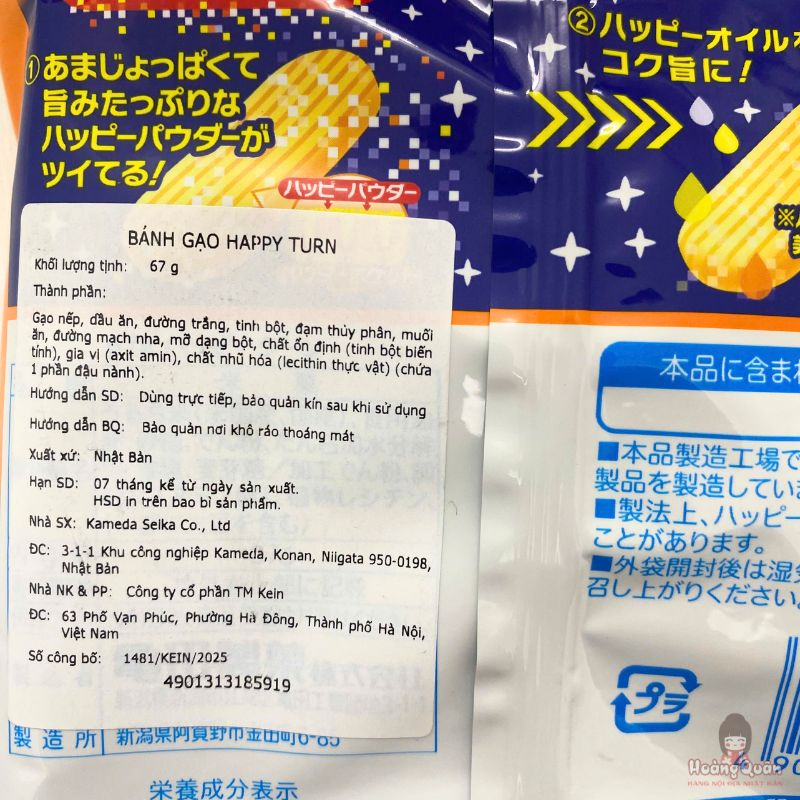 ①あまじょっぱくて
旨みたっぷりな
ハッピーパウダーが
ツイてる!
ハッピーパウダー
②ハッピーオイル
コク旨に!
BÁNH GẠO HAPPY TURN
Khối lượng tịnh: 67 g
Thành phần:
Gạo nếp, dầu ăn, đường trắng, tinh bột, đạm thủy phân, muối
ăn, đường mạch nha, mỡ dạng bột, chất ổn định (tinh bột biến
tính), gia vị (axit amin), chất nhũ hóa (lecithin thực vật) (chứa
1 phần đậu nành).
Hướng dẫn SD: Dùng trực tiếp, bảo quản kín sau khi sử dụng
Hướng dẫn BQ: Bảo quản nơi khô ráo thoáng mát
Xuất xứ: Nhật Bản
Hạn SD: 07 tháng kể từ ngày sản xuất.
HSD in trên bao bì sản phẩm.
Nhà SX: Kameda Seika Co., Ltd
ĐC: 3-1-1 Khu công nghiệp Kameda, Konan, Niigata 950-0198,
Nhật Bản
Nhà NK & PP: Công ty cổ phần TM Kein
ĐC: 63 Phố Vạn Phúc, Phường Hà Đông, Thành phố Hà Nội,
Việt Nam
Số công bố: 1481/KEIN/2025
4901313185919
製造所 新潟県阿賀野市金田町6-85
栄養成分表示
本品に含まれ
■本品製造工場で
製品を製造していま
■製法上、ハッピー
ことがあります。
■外袋開封後は湿気
召し上がりください。
プラ
490
HoàngQuân
HÀNG NỘI ĐỊA NHẬT BẢN